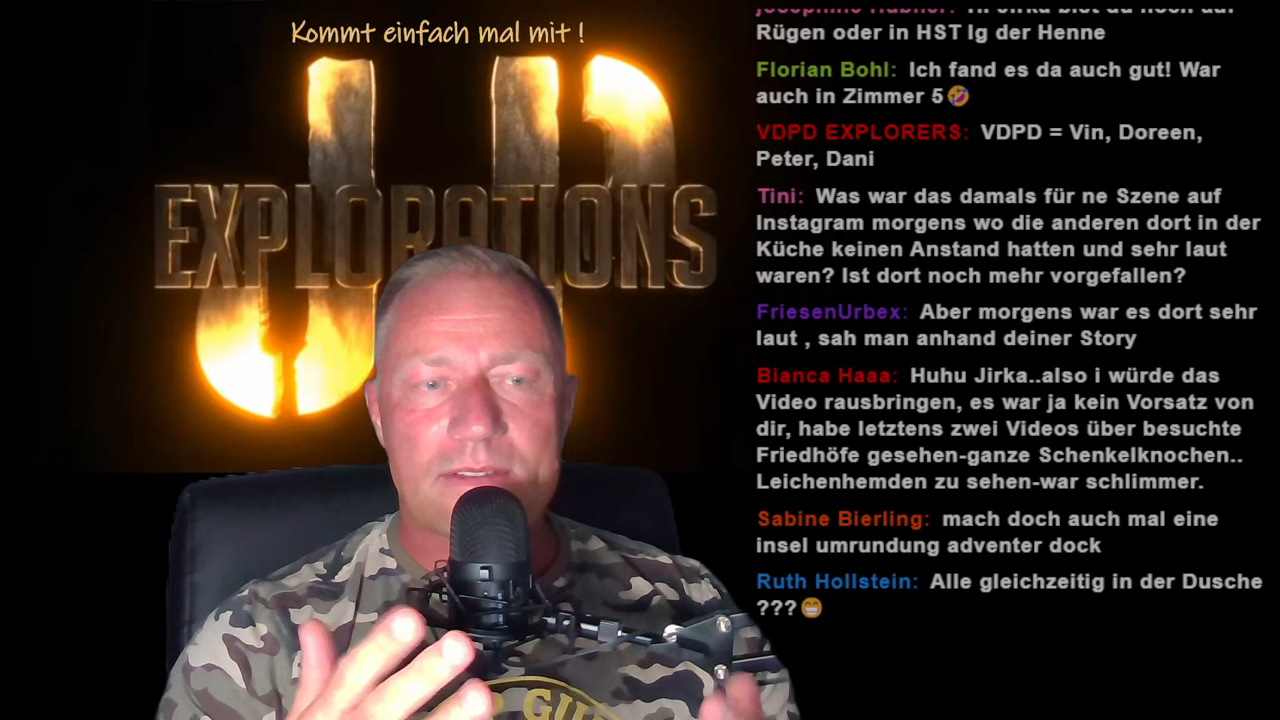 Kommt einfach mal mit !
EXPLORATIONS
Rügen oder in HST lg der Henne
Florian Bohl: Ich fand es da auch gut! War
auch in Zimmer 5🤣
VDPD EXPLORERS: VDPD = Vin, Doreen,
Peter, Dani
Tini: Was war das damals für ne Szene auf
Instagram morgens wo die anderen dort in der
Küche keinen Anstand hatten und sehr laut
waren? Ist dort noch mehr vorgefallen?
FriesenUrbex: Aber morgens war es dort sehr
laut , sah man anhand deiner Story
Bianca Haaa: Huhu Jirka..also i würde das
Video rausbringen, es war ja kein Vorsatz von
dir, habe letztens zwei Videos über besuchte
Friedhöfe gesehen-ganze Schenkelknochen..
Leichenhemden zu sehen-war schlimmer.
Sabine Bierling: mach doch auch mal eine
insel umrundung adventer dock
Ruth Hollstein: Alle gleichzeitig in der Dusche
???😁